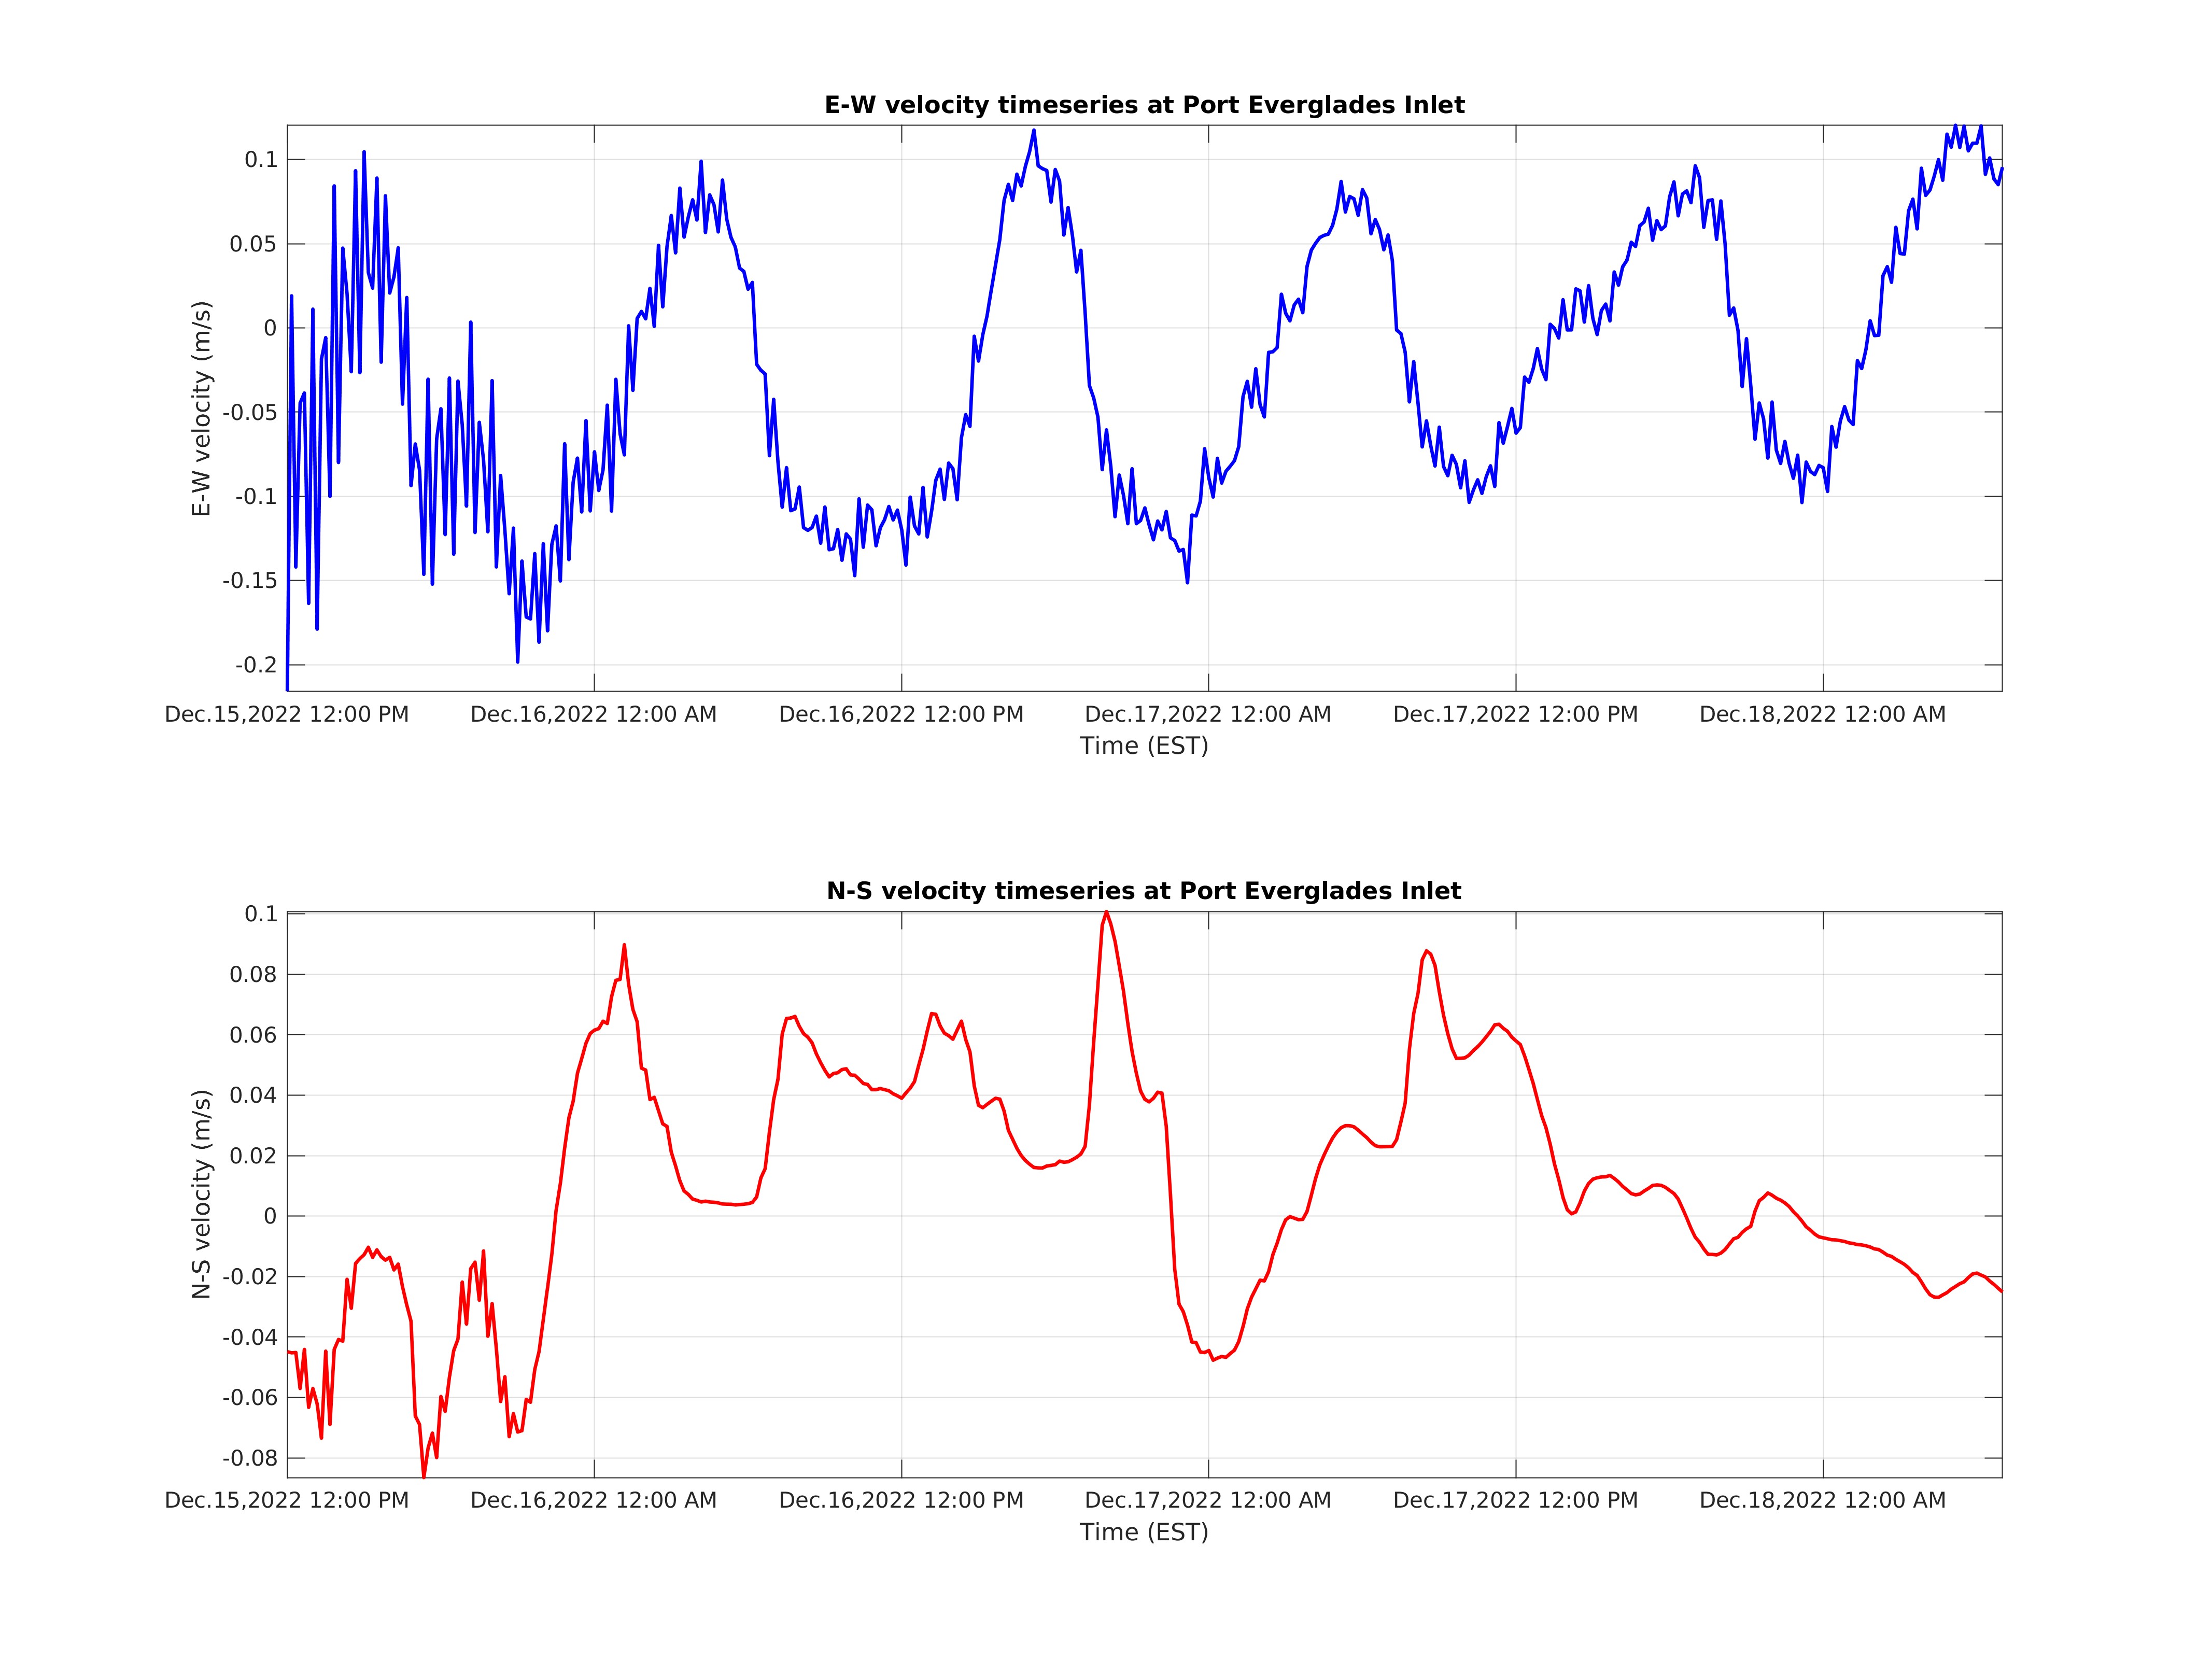 E-W velocity timeseries at Port Everglades Inlet
E-W velocity (m/s)
0.1
0.05
0
-0.05
-0.1
-0.15
-0.2
Dec.15,2022 12:00 PM Dec.16,2022 12:00 AM Dec.16,2022 12:00 PM Dec.17,2022 12:00 AM Dec.17,2022 12:00 PM Dec.18,2022 12:00 AM
Time (EST)
N-S velocity timeseries at Port Everglades Inlet
N-S velocity (m/s)
0.1
0.08
0.06
0.04
0.02
0
-0.02
-0.04
-0.06
-0.08
Dec.15,2022 12:00 PM Dec.16,2022 12:00 AM Dec.16,2022 12:00 PM Dec.17,2022 12:00 AM Dec.17,2022 12:00 PM Dec.18,2022 12:00 AM
Time (EST)